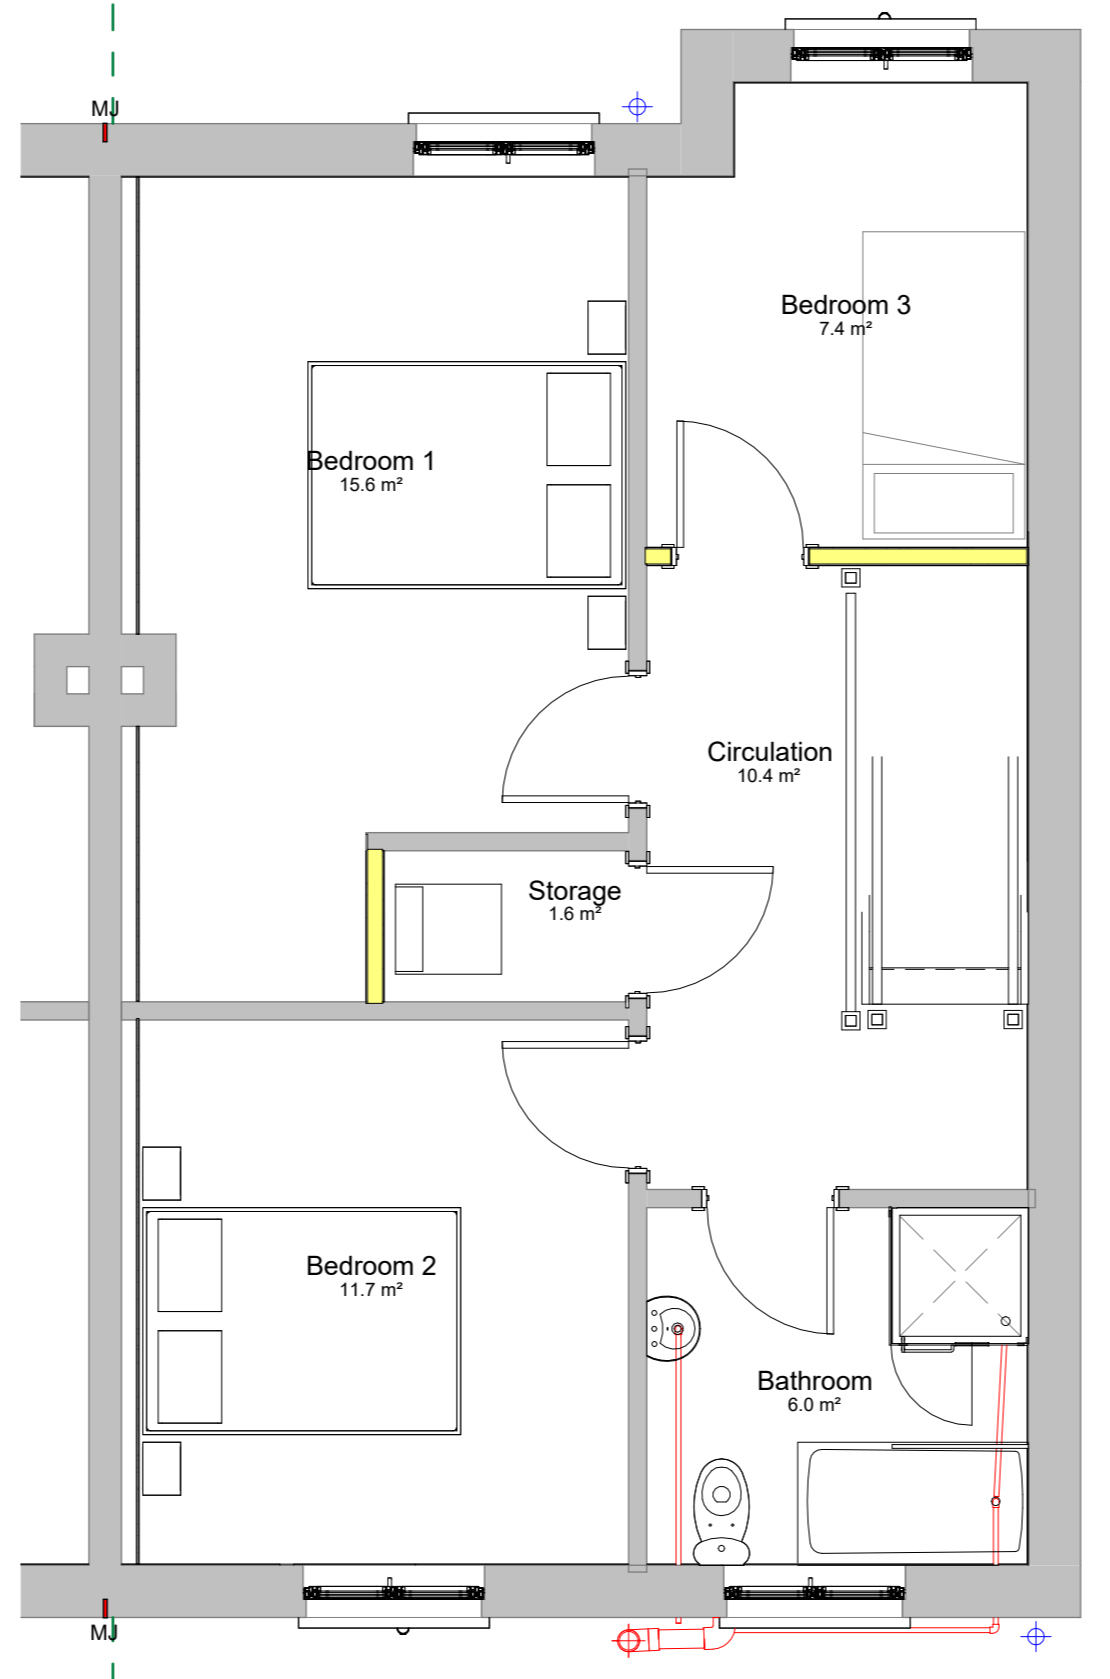 MJ
Bedroom 3
7.4 m²
Bedroom 1
15.6 m²
Circulation
10.4 m²
Storage
1.6 m²
Bedroom 2
11.7 m²
Bathroom
6.0 m²
MJ